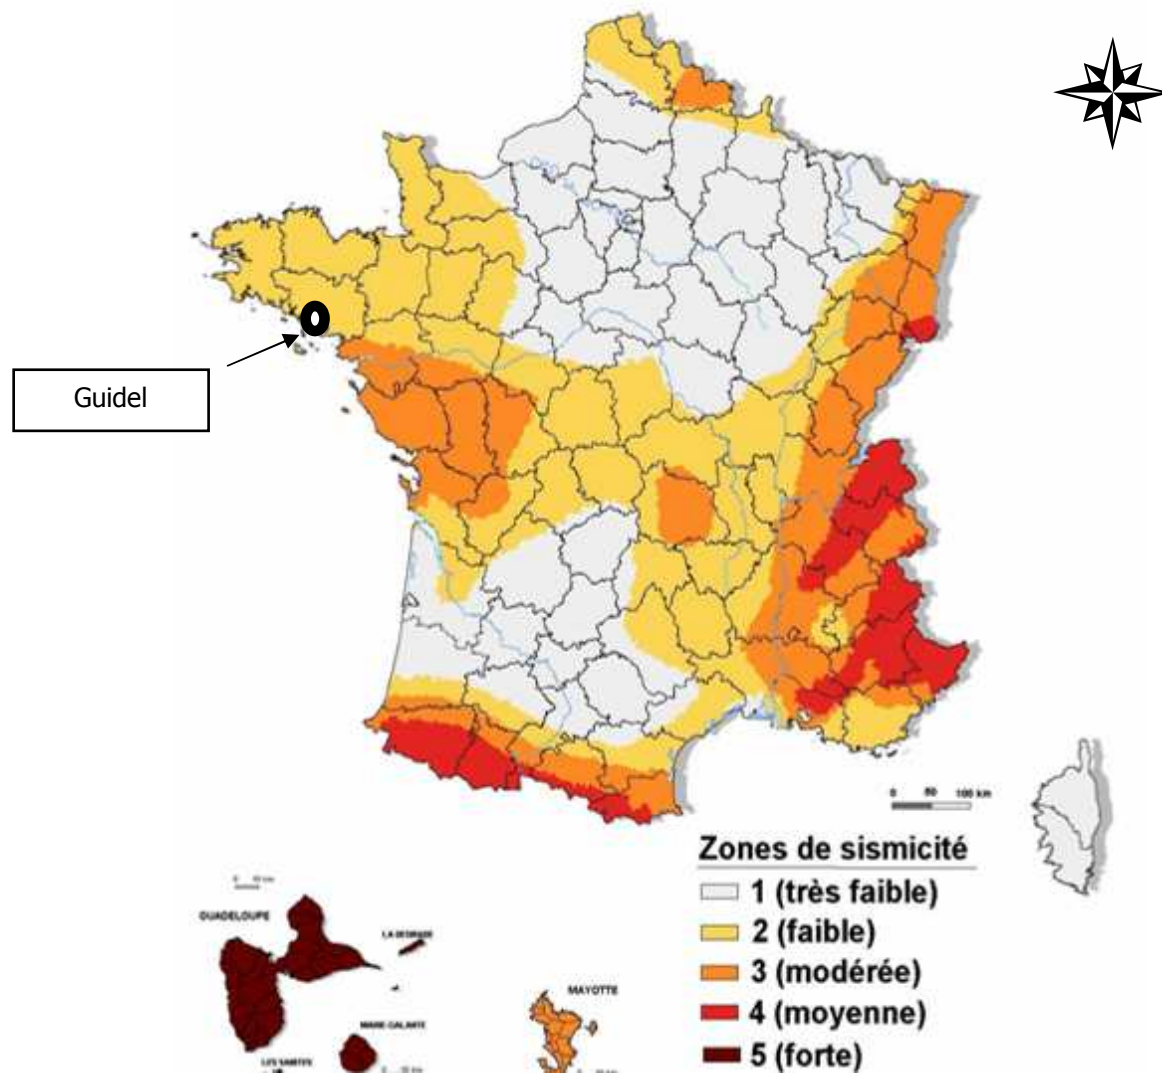 Guidel
0 50 100 km
Zones de sismicité
1 (très faible)
2 (faible)
3 (modérée)
4 (moyenne)
5 (forte)
GUADELOUPE
LA DESIRADE
MARIE-GALANTE
LES SAINTES
MAYOTTE